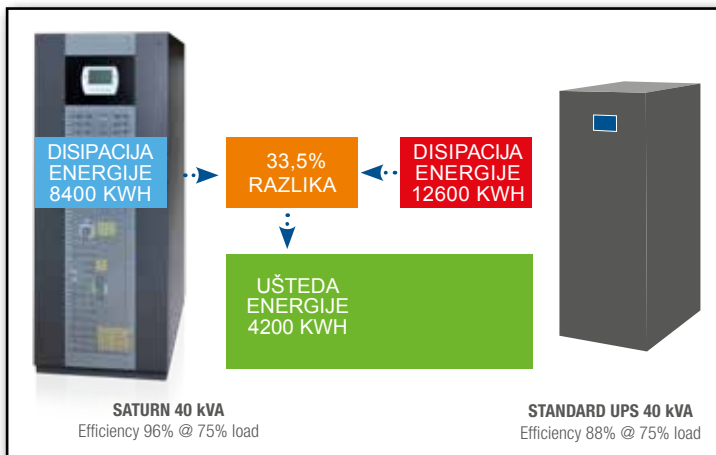 DISIPACIJA
ENERGIJE
8400 KWH
33,5%
RAZLIKA
DISIPACIJA
ENERGIJE
12600 KWH
UŠTEDA
ENERGIJE
4200 KWH
SATURN 40 kVA
Efficiency 96% @ 75% load
STANDARD UPS 40 kVA
Efficiency 88% @ 75% load